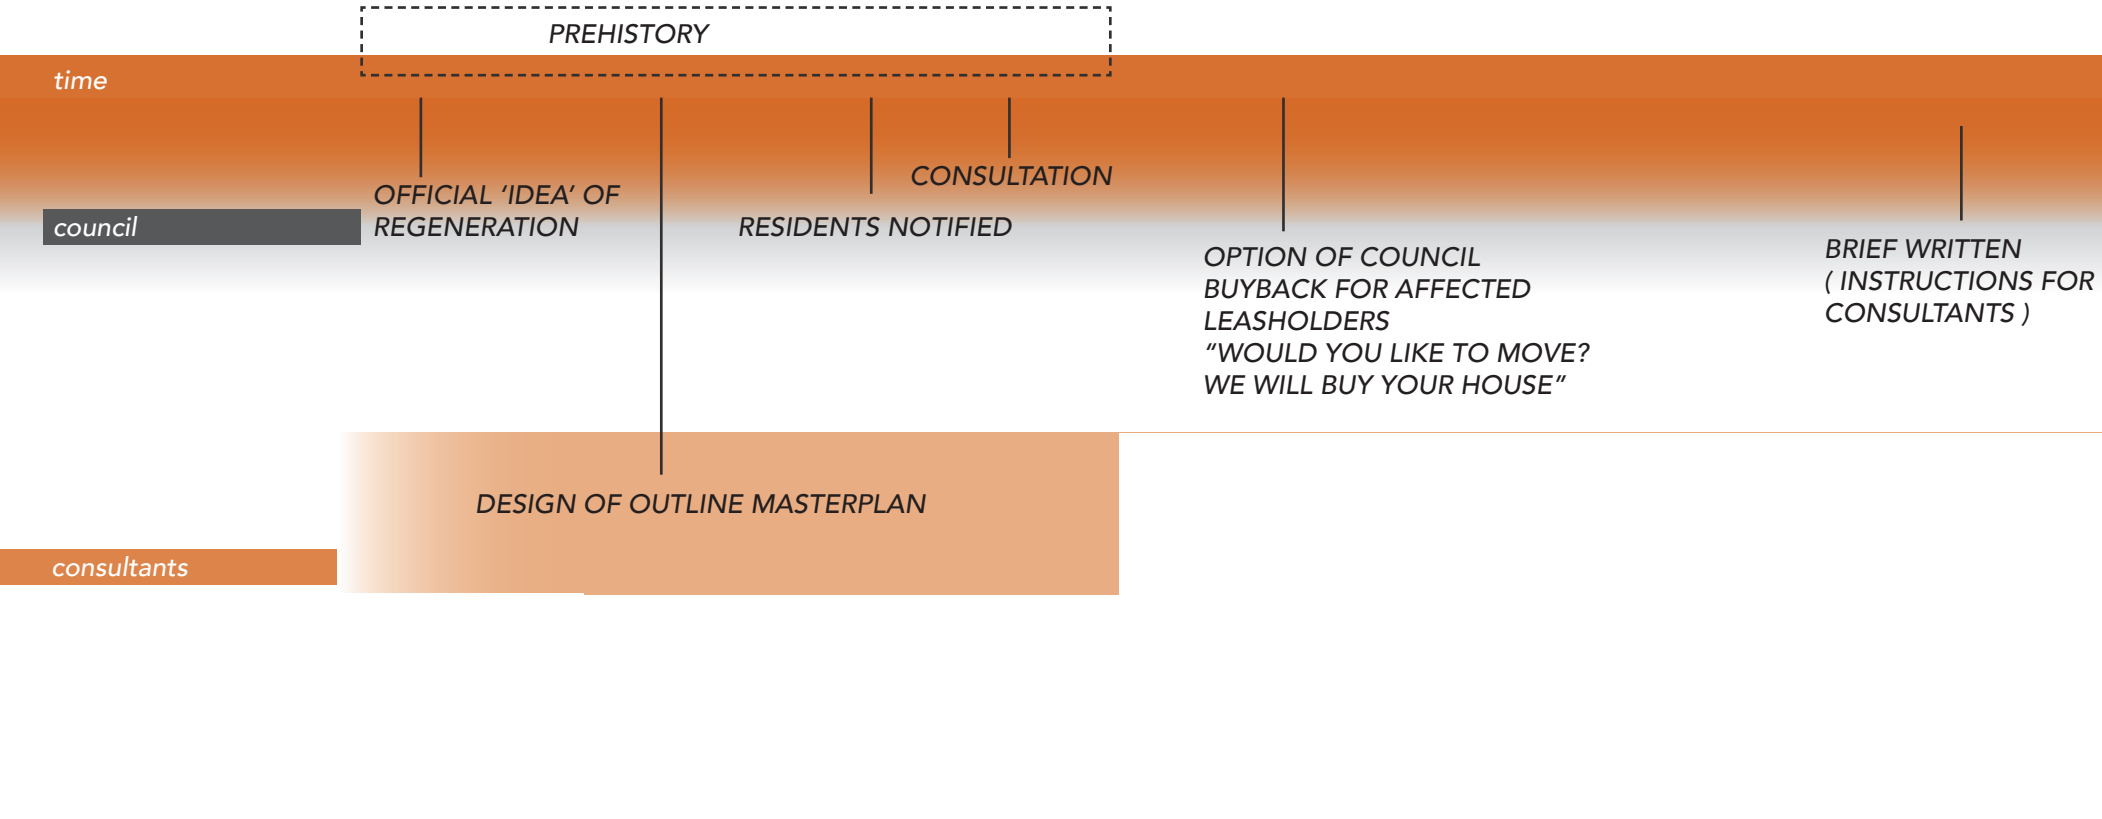 PREHISTORY
time
CONSULTATION
OFFICIAL ‘IDEA’ OF
REGENERATION
council
RESIDENTS NOTIFIED
OPTION OF COUNCIL
BUYBACK FOR AFFECTED
LEASHOLDERS
“WOULD YOU LIKE TO MOVE?
WE WILL BUY YOUR HOUSE”
BRIEF WRITTEN
( INSTRUCTIONS FOR
CONSULTANTS )
DESIGN OF OUTLINE MASTERPLAN
consultants